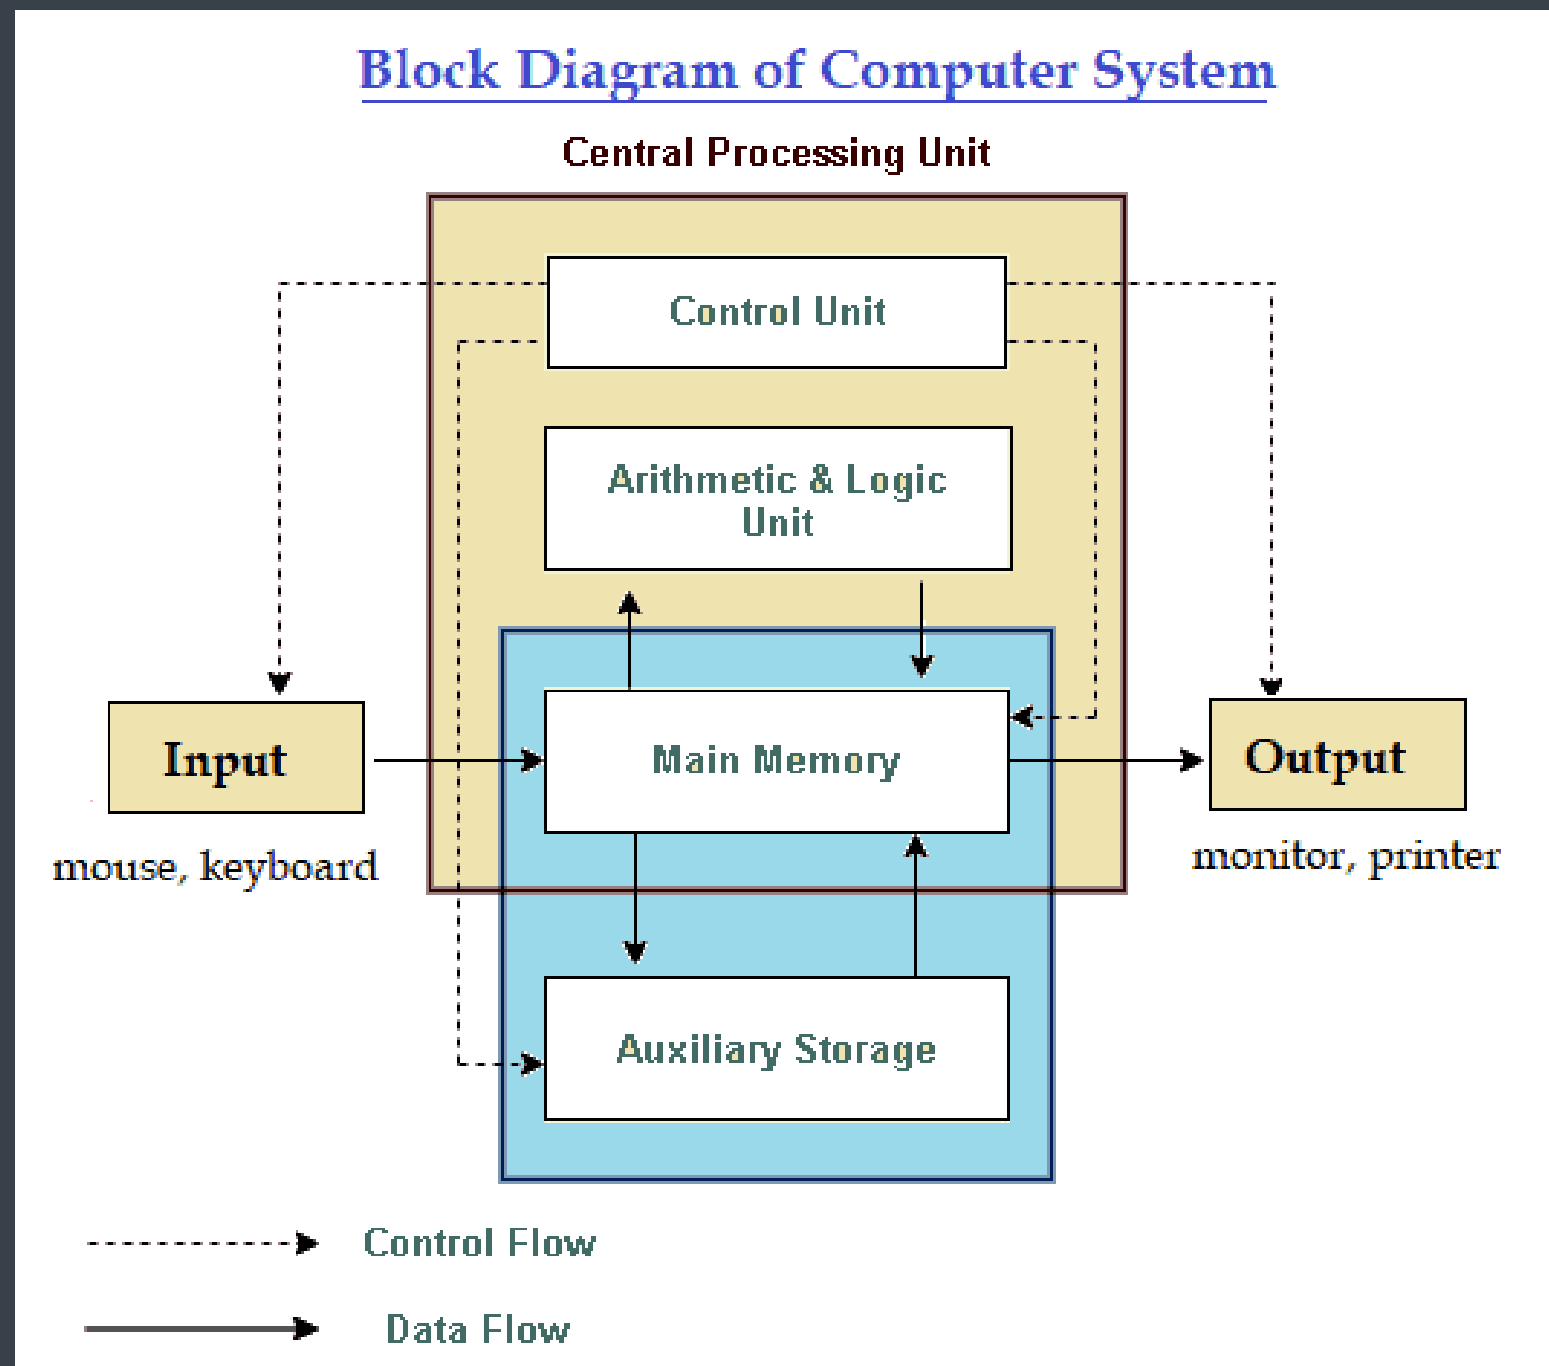 Block Diagram of Computer System
Central Processing Unit
Control Unit
Arithmetic & Logic
Unit
Input
Main Memory
Output
mouse, keyboard
monitor, printer
Auxiliary Storage
Control Flow
Data Flow